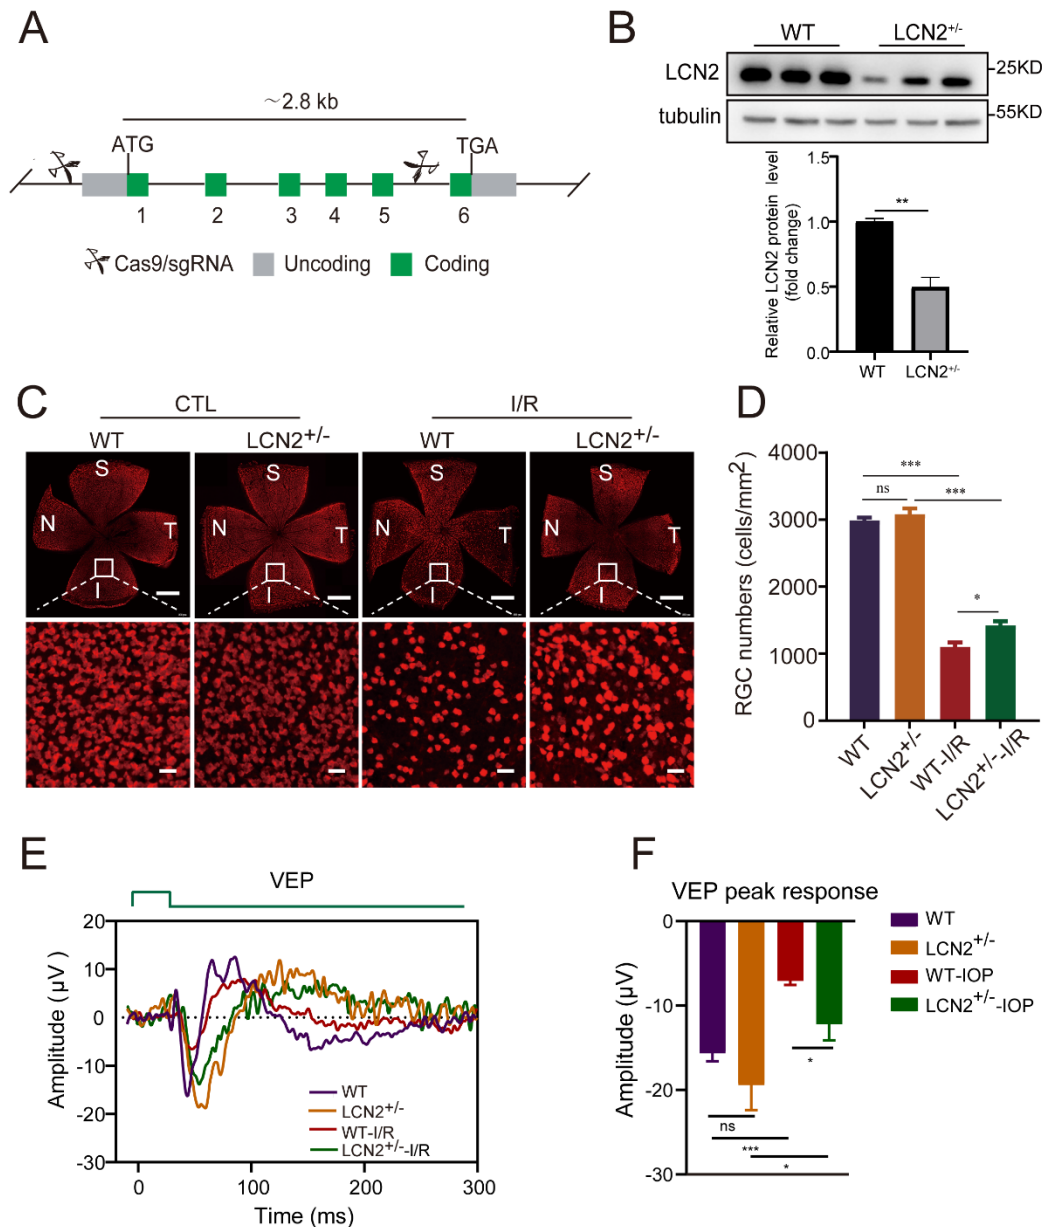 A
~2.8 kb
ATG
TGA
1 2 3 4 5 6
Cas9/sgRNA Uncoding Coding
B
WT LCN2+/-
LCN2
-25KD
tubulin
-55KD
Relative LCN2 protein level
(fold change)
1.5
1.0
0.5
0.0
**
WT LCN2+/-
C
CTL I/R
WT LCN2+/- WT LCN2+/-
S S S S
N T N T N T N T
I I I I
D
RGC numbers (cells/mm2)
4000
3000
2000
1000
0
***
ns
***
*
WT
LCN2+/-
WT-I/R
LCN2+/--I/R
E
VEP
Amplitude (μV)
20
10
0
-10
-20
-30
0 100 200 300
Time (ms)
WT
LCN2+/-
WT-I/R
LCN2+/--I/R
F
VEP peak response
Amplitude (μV)
-0
-10
-20
-30
*
ns
***
*
WT
LCN2+/-
WT-IOP
LCN2+/--IOP